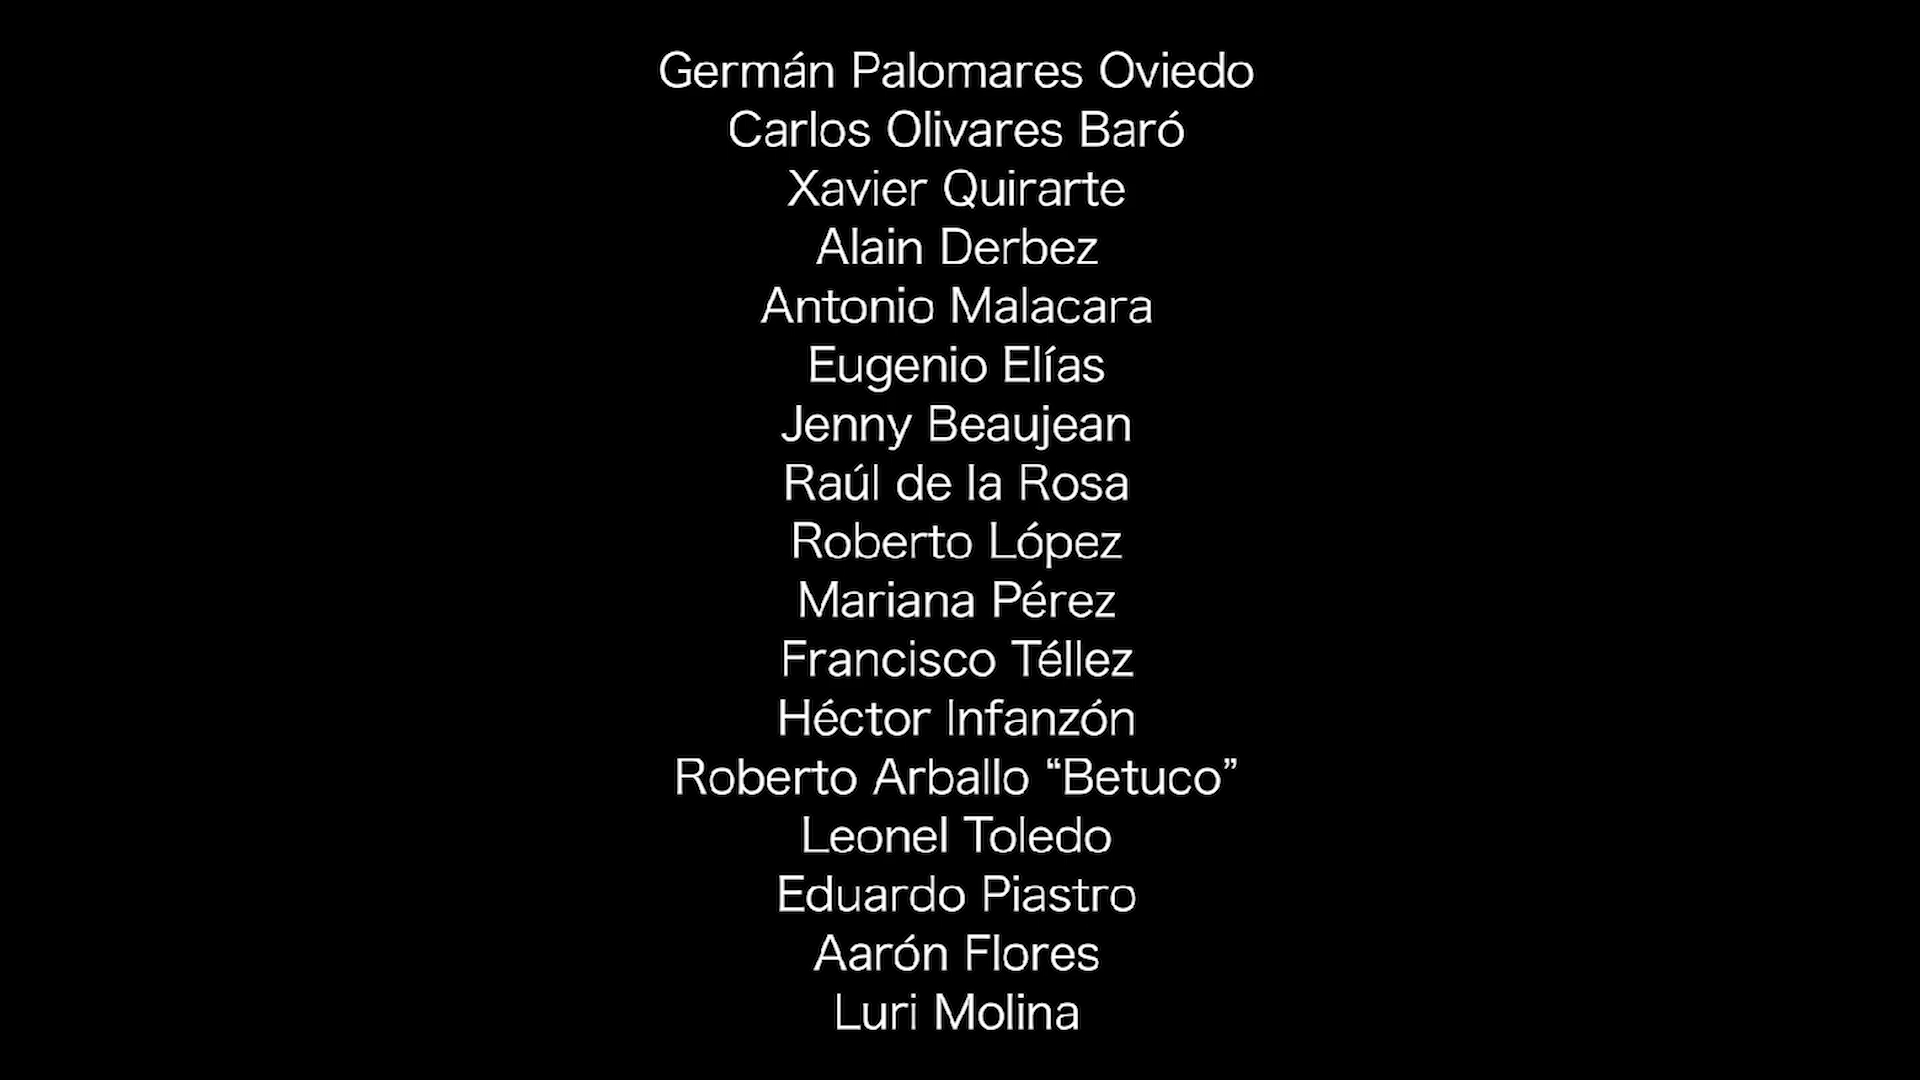 Germán Palomares Oviedo
Carlos Olivares Baró
Xavier Quirarte
Alain Derbez
Antonio Malacara
Eugenio Elías
Jenny Beaujean
Raúl de la Rosa
Roberto López
Mariana Pérez
Francisco Téllez
Héctor Infanzón
Roberto Arballo “Betuco”
Leonel Toledo
Eduardo Piastro
Aarón Flores
Luri Molina